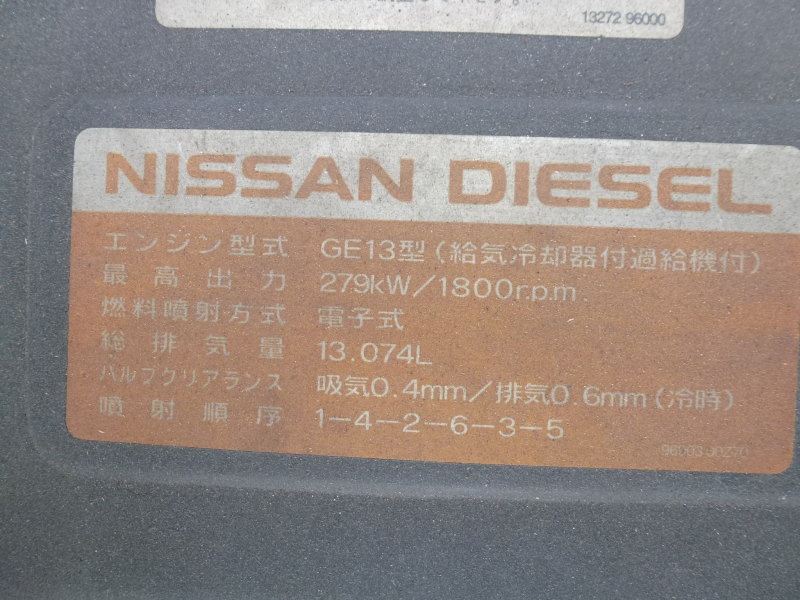 13272 96000
NISSAN DIESEL
エンジン型式 GE13型(給気冷却器付過給機付)
最高出力 279kW/1800r.p.m.
燃料噴射方式 電子式
総排気量 13.074L
バルブクリアランス 吸気0.4mm/排気0.6mm(冷時)
噴射順序 1-4-2-6-3-5